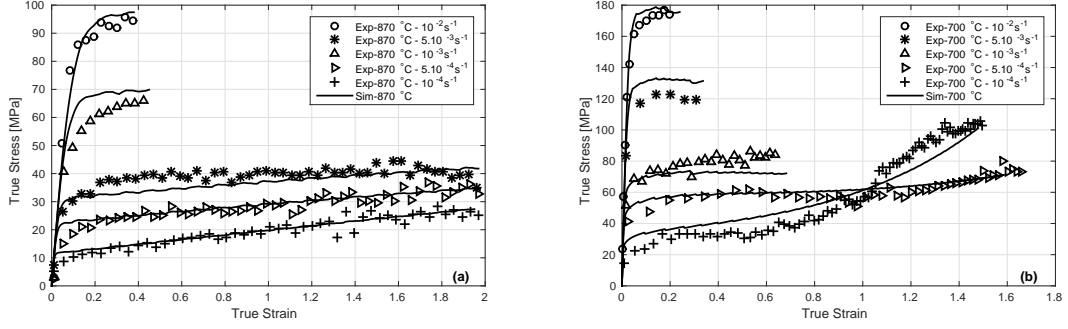 True Stress [MPa]
100
90
80
70
60
50
40
30
20
10
0
0 0.2 0.4 0.6 0.8 1 1.2 1.4 1.6 1.8 2
True Strain
Exp-870 °C - 10⁻²s⁻¹
Exp-870 °C - 5.10⁻³s⁻¹
Exp-870 °C - 10⁻³s⁻¹
Exp-870 °C - 5.10⁻⁴s⁻¹
Exp-870 °C - 10⁻⁴s⁻¹
Sim-870 °C
(a)
True Stress [MPa]
180
160
140
120
100
80
60
40
20
0
0 0.2 0.4 0.6 0.8 1 1.2 1.4 1.6 1.8
True Strain
Exp-700 °C - 10⁻²s⁻¹
Exp-700 °C - 5.10⁻³s⁻¹
Exp-700 °C - 10⁻³s⁻¹
Exp-700 °C - 5.10⁻⁴s⁻¹
Exp-700 °C - 10⁻⁴s⁻¹
Sim-700 °C
(b)